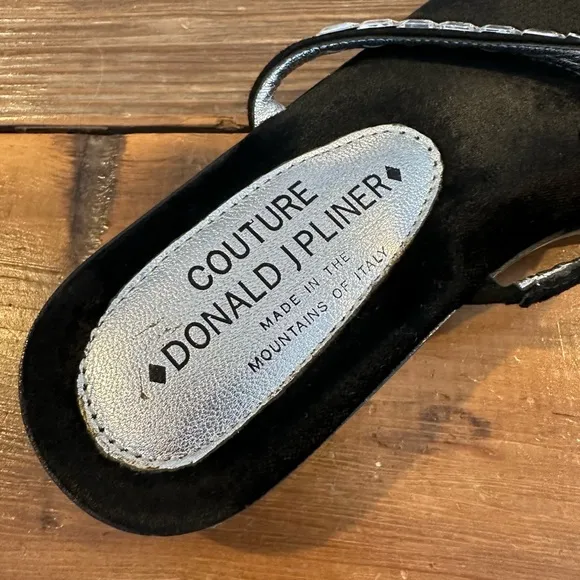 COUTURE
♦DONALD J PLINER♦
MADE IN THE
MOUNTAINS OF ITALY